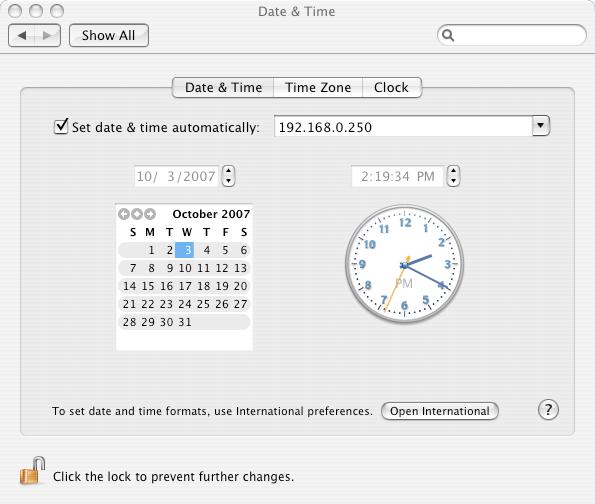 Date & Time
Show All
Date & Time Time Zone Clock
Set date & time automatically: 192.168.0.250
10/ 3/2007 2:19:34 PM
October 2007
S M T W T F S
1 2 3 4 5 6
7 8 9 10 11 12 13
14 15 16 17 18 19 20
21 22 23 24 25 26 27
28 29 30 31
12 1 2 3 4 5 6 7 8 9 10 11
PM
To set date and time formats, use International preferences. Open International ?
Click the lock to prevent further changes.